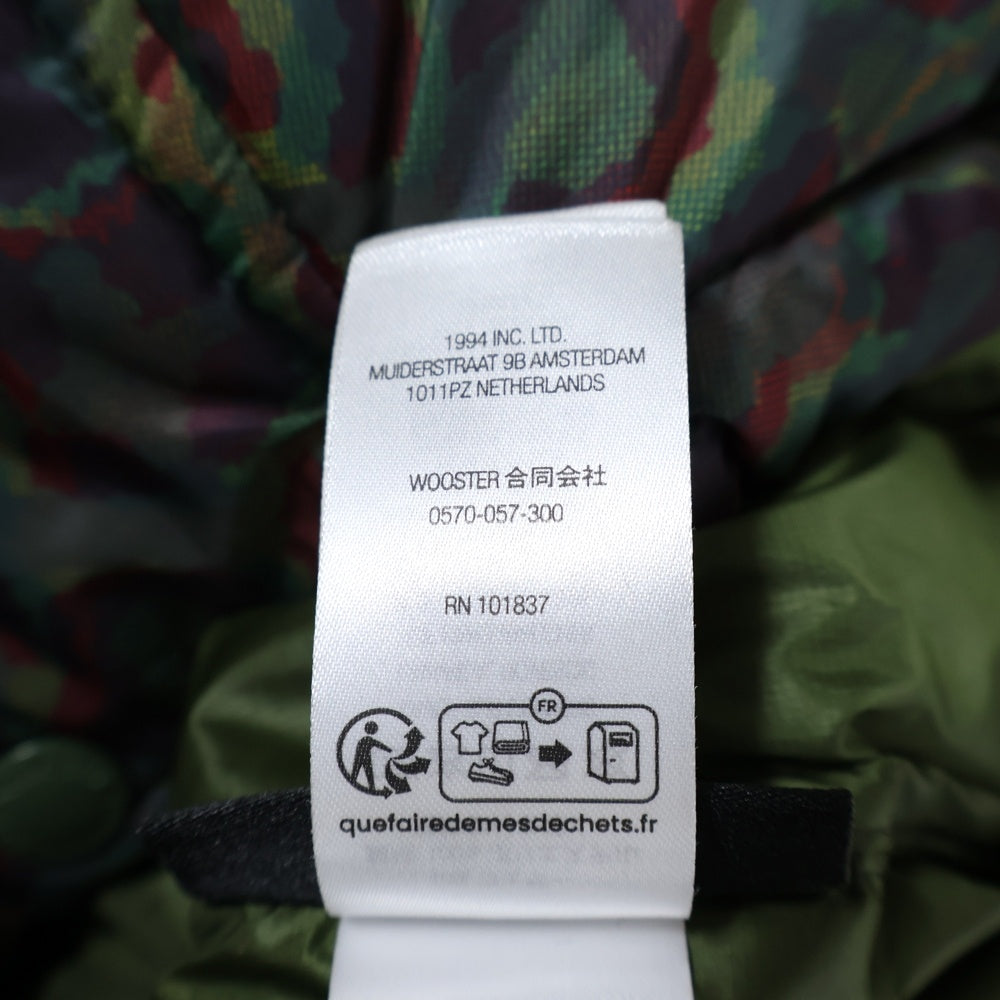 1994 INC. LTD.
MUIDERSTRAAT 9B AMSTERDAM
1011PZ NETHERLANDS
WOOSTER 合同会社
0570-057-300
RN 101837
FR
quefairedemesdechets.fr